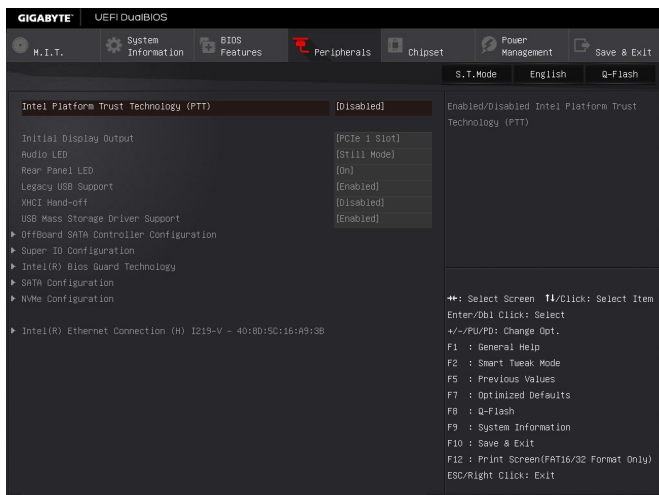 GIGABYTE™ UEFI DualBIOS
M.I.T.
System Information
BIOS Features
Peripherals
Chipset
Power Management
Save & Exit
S.T.Mode English Q-Flash
Intel Platform Trust Technology (PTT) [Disabled]
Initial Display Output [PCIe 1 Slot]
Audio LED [Still Mode]
Rear Panel LED [On]
Legacy USB Support [Enabled]
XHCI Hand-off [Disabled]
USB Mass Storage Driver Support [Enabled]
OffBoard SATA Controller Configuration
Super IO Configuration
Intel(R) Bios Guard Technology
SATA Configuration
NVMe Configuration
Intel(R) Ethernet Connection (H) I219-V - 40:8D:5C:16:A9:3B
Enabled/Disabled Intel Platform Trust
Technology (PTT)
→←: Select Screen ↑↓/Click: Select Item
Enter/Dbl Click: Select
+/-/PU/PD: Change Opt.
F1 : General Help
F2 : Smart Tweak Mode
F5 : Previous Values
F7 : Optimized Defaults
F8 : Q-Flash
F9 : System Information
F10 : Save & Exit
F12 : Print Screen(FAT16/32 Format Only)
ESC/Right Click: Exit